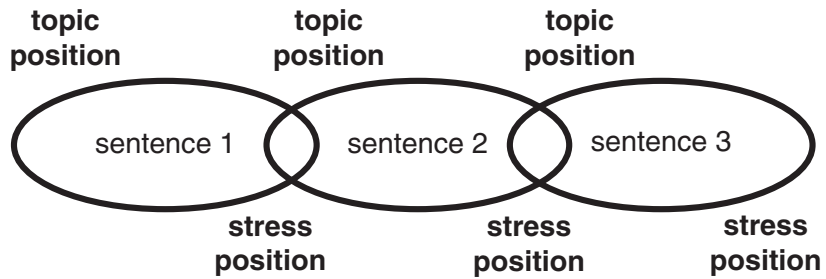 topic
position
topic
position
topic
position
sentence 1
sentence 2
sentence 3
stress
position
stress
position
stress
position